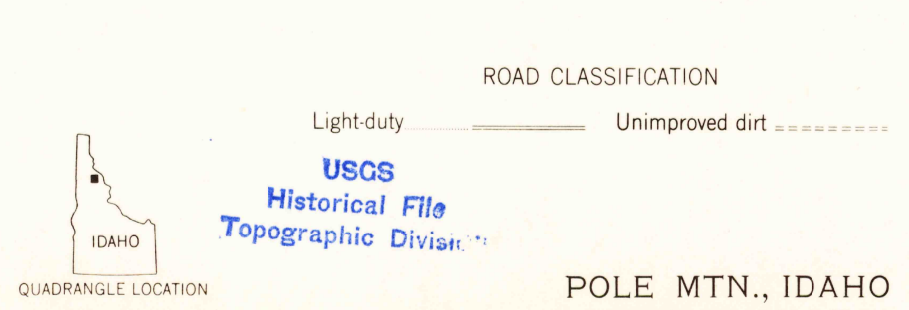 ROAD CLASSIFICATION
Light-duty Unimproved dirt
USGS
Historical File
Topographic
IDAHO
QUADRANGLE LOCATION
POLE MTN., IDAHO